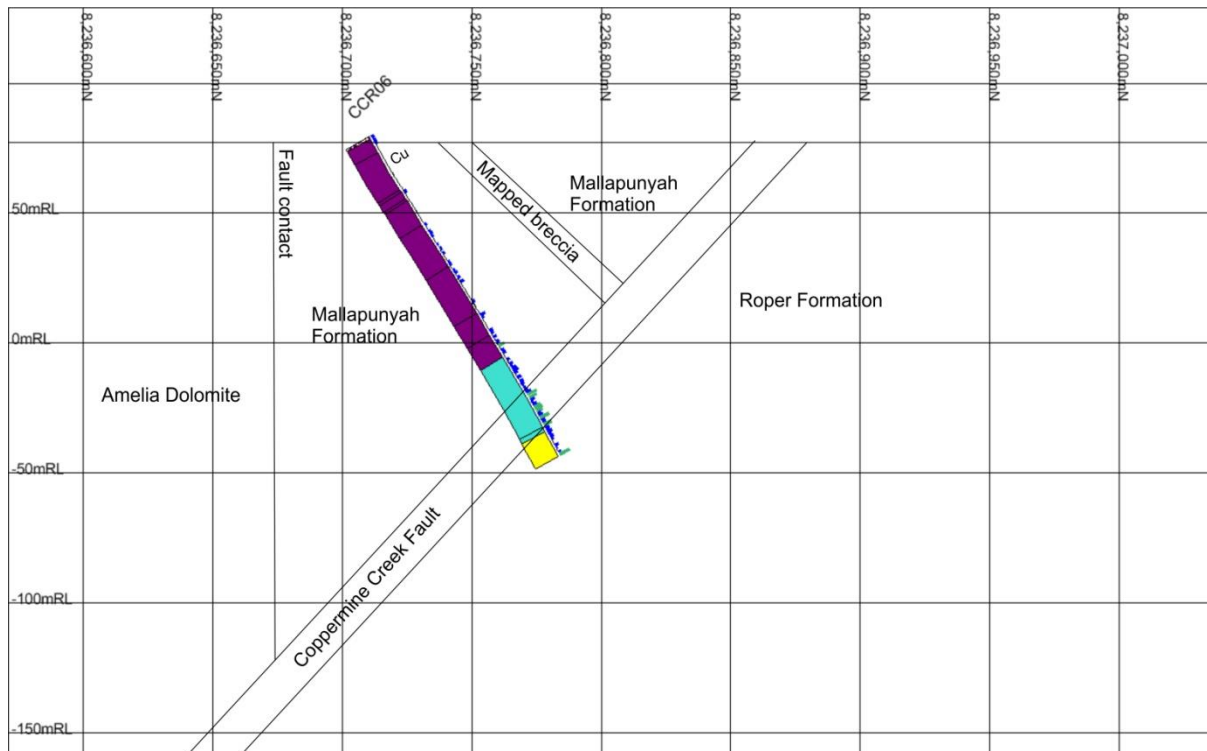 8,236,600mN
8,236,650mN
8,236,700mN
8,236,750mN
8,236,800mN
8,236,850mN
8,236,900mN
8,236,950mN
8,237,000mN
CCR06
Cu
Fault contact
Mapped breccia
Mallapunyah
Formation
50mRL
Roper Formation
Mallapunyah
Formation
0mRL
Amelia Dolomite
-50mRL
Coppermine Creek Fault
-100mRL
-150mRL